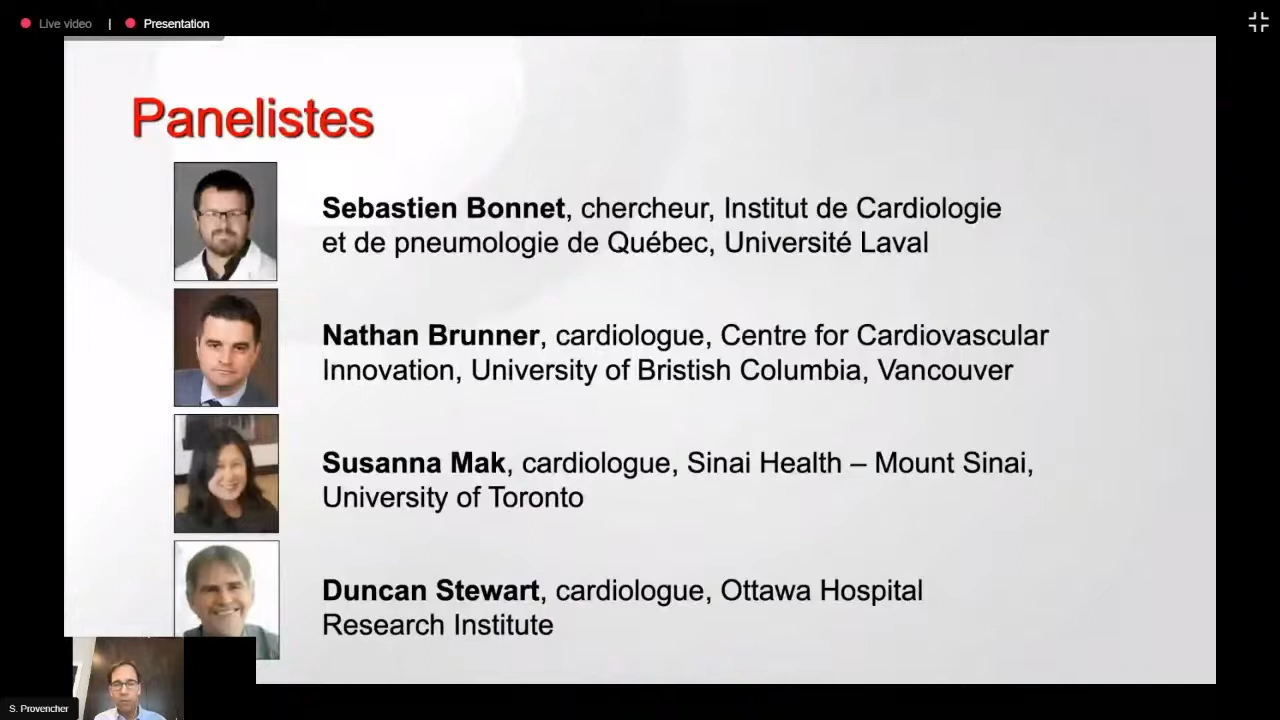 Live video | Presentation
Panelistes
Sebastien Bonnet, chercheur, Institut de Cardiologie
et de pneumologie de Québec, Université Laval
Nathan Brunner, cardiologue, Centre for Cardiovascular
Innovation, University of Bristish Columbia, Vancouver
Susanna Mak, cardiologue, Sinai Health – Mount Sinai,
University of Toronto
Duncan Stewart, cardiologue, Ottawa Hospital
Research Institute
S. Provencher